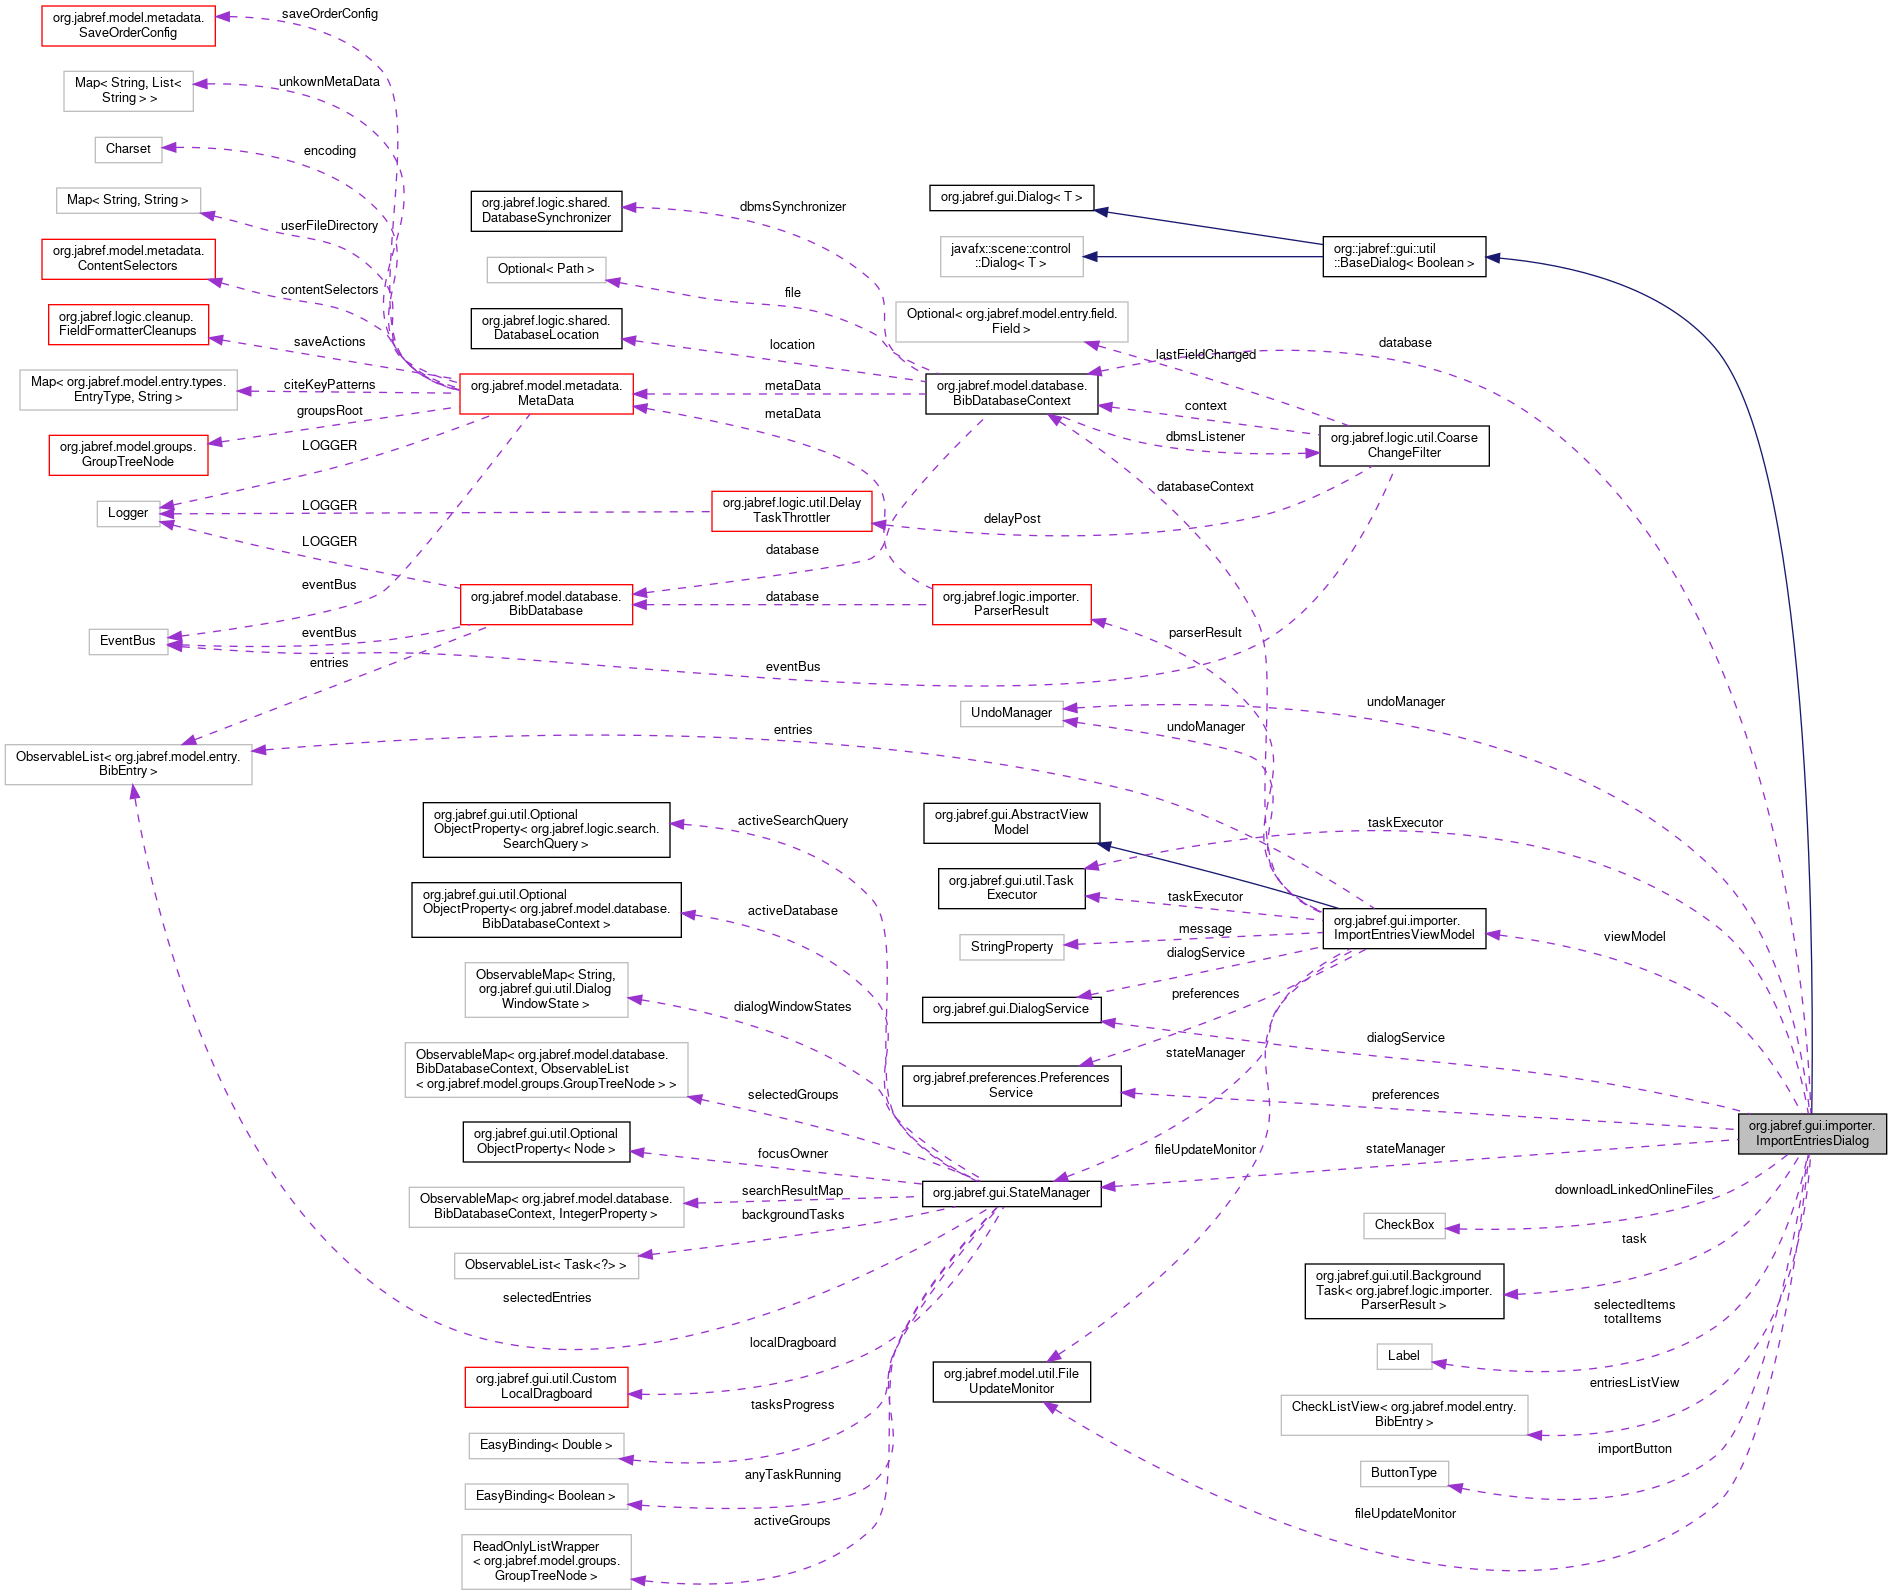 org.jabref.model.metadata.
SaveOrderConfig
saveOrderConfig
Map< String, List<
String > >
unkownMetaData
Charset
encoding
Map< String, String >
userFileDirectory
org.jabref.model.metadata.
ContentSelectors
contentSelectors
org.jabref.logic.cleanup.
FieldFormatterCleanups
saveActions
Map< org.jabref.model.entry.types.
EntryType, String >
citeKeyPatterns
groupsRoot
org.jabref.model.groups.
GroupTreeNode
LOGGER
Logger
LOGGER
LOGGER
eventBus
EventBus
eventBus
entries
ObservableList< org.jabref.model.entry.
BibEntry >
org.jabref.logic.shared.
DatabaseSynchronizer
dbmsSynchronizer
Optional< Path >
file
org.jabref.logic.shared.
DatabaseLocation
location
org.jabref.model.metadata.
MetaData
metaData
metaData
org.jabref.logic.util.Delay
TaskThrottler
database
org.jabref.model.database.
BibDatabase
database
eventBus
entries
org.jabref.gui.Dialog< T >
javafx::scene::control
::Dialog< T >
org::jabref::gui::util
::BaseDialog< Boolean >
Optional< org.jabref.model.entry.field.
Field >
lastFieldChanged
database
org.jabref.model.database.
BibDatabaseContext
context
dbmsListener
org.jabref.logic.util.Coarse
ChangeFilter
databaseContext
delayPost
org.jabref.logic.importer.
ParserResult
parserResult
UndoManager
undoManager
undoManager
org.jabref.gui.util.Optional
ObjectProperty< org.jabref.logic.search.
SearchQuery >
activeSearchQuery
org.jabref.gui.util.Optional
ObjectProperty< org.jabref.model.database.
BibDatabaseContext >
activeDatabase
ObservableMap< String,
org.jabref.gui.util.Dialog
WindowState >
dialogWindowStates
ObservableMap< org.jabref.model.database.
BibDatabaseContext, ObservableList
< org.jabref.model.groups.GroupTreeNode > >
selectedGroups
org.jabref.gui.util.Optional
ObjectProperty< Node >
focusOwner
ObservableMap< org.jabref.model.database.
BibDatabaseContext, IntegerProperty >
searchResultMap
backgroundTasks
ObservableList< Task<?> >
selectedEntries
localDragboard
org.jabref.gui.util.Custom
LocalDragboard
tasksProgress
EasyBinding< Double >
anyTaskRunning
EasyBinding< Boolean >
activeGroups
ReadOnlyListWrapper
< org.jabref.model.groups.
GroupTreeNode >
org.jabref.gui.AbstractView
Model
taskExecutor
org.jabref.gui.util.Task
Executor
taskExecutor
org.jabref.gui.importer.
ImportEntriesViewModel
viewModel
message
StringProperty
dialogService
org.jabref.gui.DialogService
preferences
dialogService
stateManager
org.jabref.preferences.Preferences
Service
preferences
org.jabref.gui.importer.
ImportEntriesDialog
fileUpdateMonitor
stateManager
org.jabref.gui.StateManager
downloadLinkedOnlineFiles
CheckBox
task
org.jabref.gui.util.Background
Task< org.jabref.logic.importer.
ParserResult >
selectedItems
totalItems
Label
org.jabref.model.util.File
UpdateMonitor
entriesListView
CheckListView< org.jabref.model.entry.
BibEntry >
importButton
ButtonType
fileUpdateMonitor